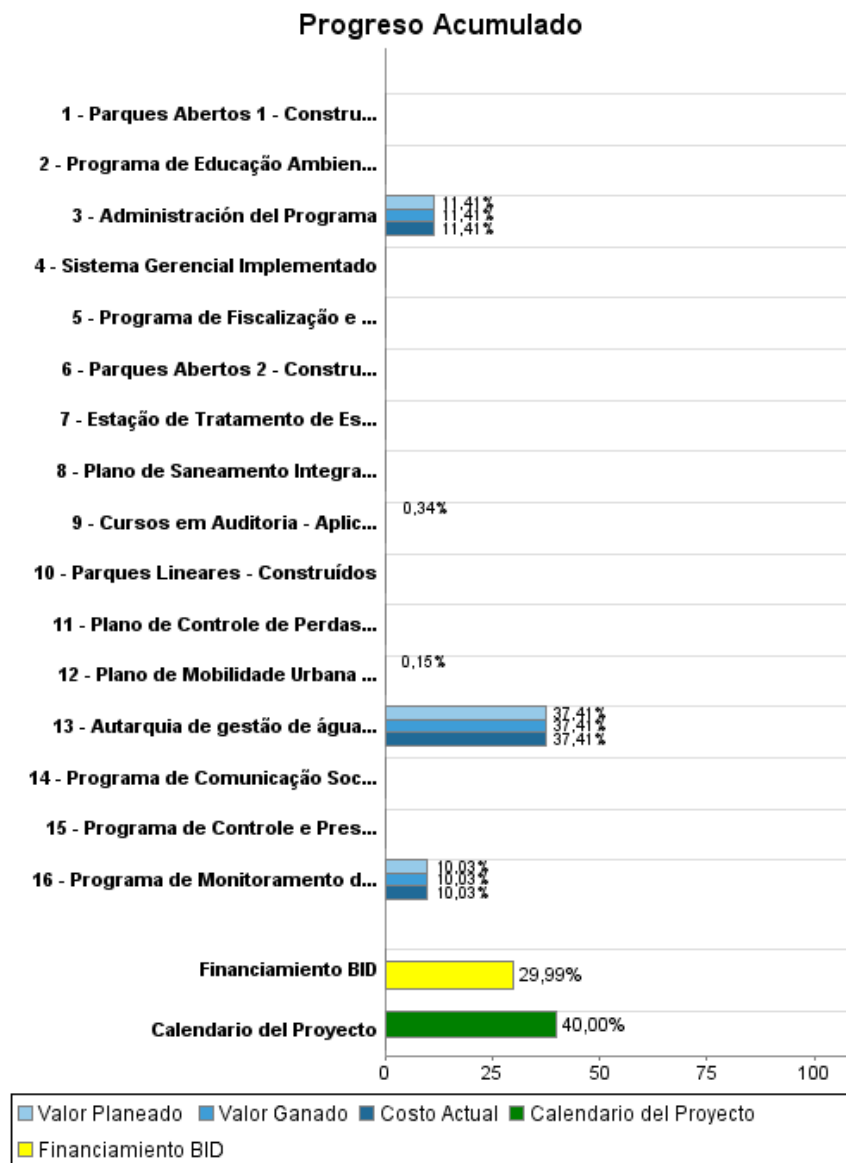 Progreso Acumulado
1 - Parques Abertos 1 - Constru...
2 - Programa de Educação Ambien...
3 - Administración del Programa
11,41%
11,41%
11,41%
4 - Sistema Gerencial Implementado
5 - Programa de Fiscalização e ...
6 - Parques Abertos 2 - Constru...
7 - Estação de Tratamento de Es...
8 - Plano de Saneamento Integra...
0,34%
9 - Cursos em Auditoria - Aplic...
10 - Parques Lineares - Construídos
11 - Plano de Controle de Perdas...
0,15%
12 - Plano de Mobilidade Urbana ...
37,41%
13 - Autarquia de gestão de água...
37,41%
37,41%
14 - Programa de Comunicação Soc...
15 - Programa de Controle e Pres...
10,03%
16 - Programa de Monitoramento d...
10,03%
10,03%
Financiamiento BID
29,99%
Calendario del Proyecto
40,00%
0 25 50 75 100
Valor Planeado Valor Ganado Costo Actual Calendario del Proyecto
Financiamiento BID